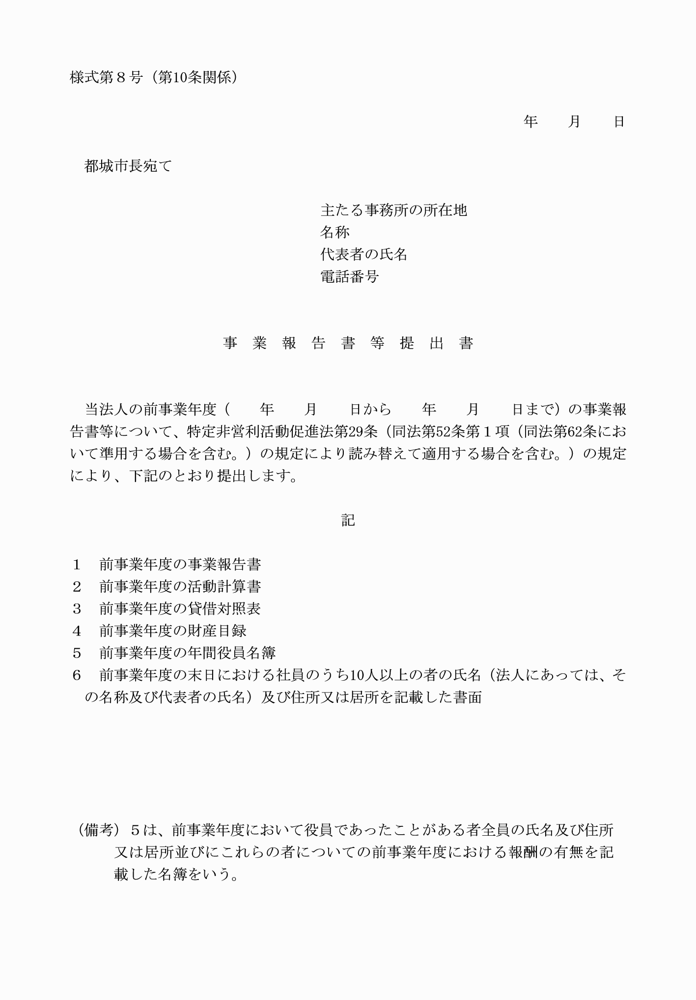 様式第８号（第10条関係）
年　　月　　日
都城市長宛て
主たる事務所の所在地
名称
代表者の氏名
電話番号
事　業　報　告　書　等　提　出　書
当法人の前事業年度（　　年　　月　　日から　　年　　月　　日まで）の事業報
告書等について、特定非営利活動促進法第29条（同法第52条第１項（同法第62条にお
いて準用する場合を含む。）の規定により読み替えて適用する場合を含む。）の規定
により、下記のとおり提出します。
記
１　前事業年度の事業報告書
２　前事業年度の活動計算書
３　前事業年度の貸借対照表
４　前事業年度の財産目録
５　前事業年度の年間役員名簿
６　前事業年度の末日における社員のうち10人以上の者の氏名（法人にあっては、そ
の名称及び代表者の氏名）及び住所又は居所を記載した書面
（備考）５は、前事業年度において役員であったことがある者全員の氏名及び住所
又は居所並びにこれらの者についての前事業年度における報酬の有無を記
載した名簿をいう。